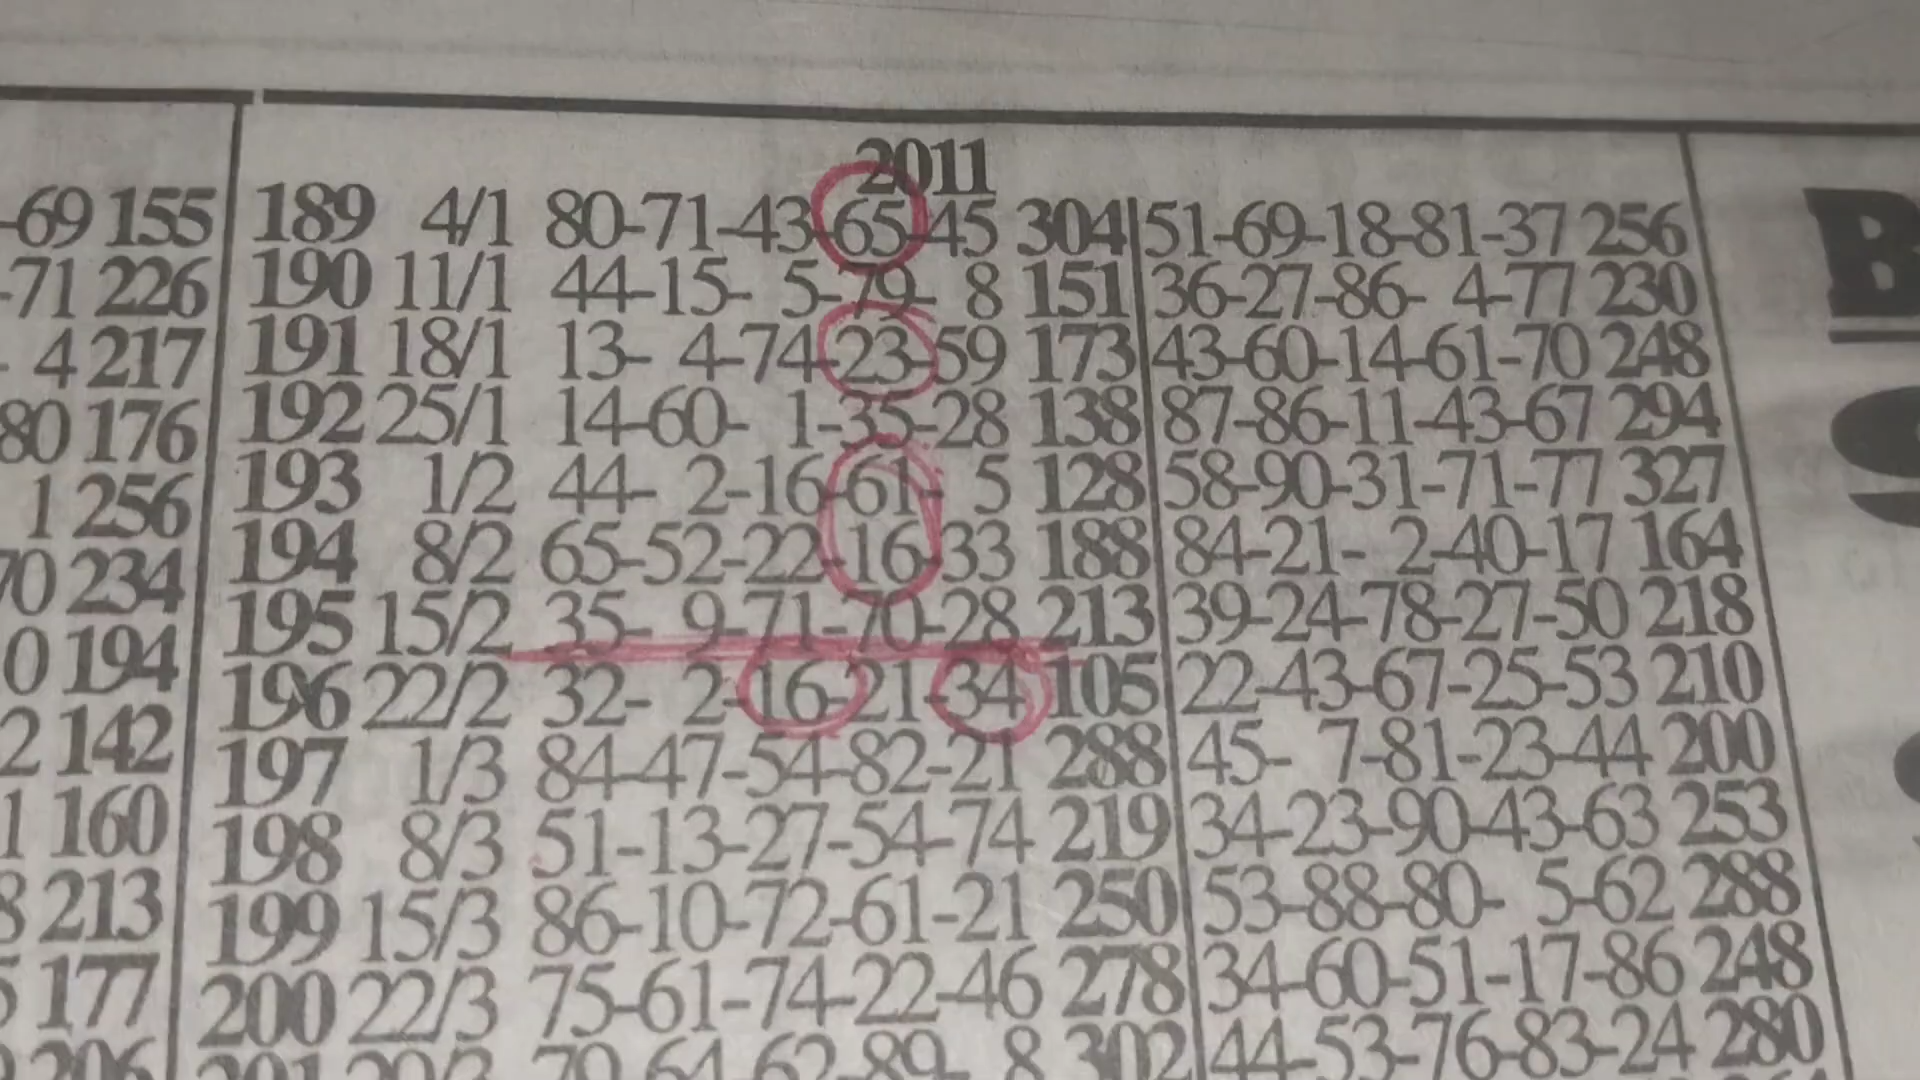 2011
-69 155 189 4/1 80-71-43-65-45 304 51-69-18-81-37 256
-71 226 190 11/1 44-15- 5-79- 8 151 36-27-86- 4-77 230
- 4 217 191 18/1 13- 4-74-23-59 173 43-60-14-61-70 248
80 176 192 25/1 14-60- 1-35-28 138 87-86-11-43-67 294
1 256 193 1/2 44- 2-16-61- 5 128 58-90-31-71-77 327
70 234 194 8/2 65-52-22-16-33 188 84-21- 2-40-17 164
0 194 195 15/2 35- 9-71-70-28 213 39-24-78-27-50 218
2 142 196 22/2 32- 2-16-21-34 105 22-43-67-25-53 210
1 160 197 1/3 84-47-54-82-21 288 45- 7-81-23-44 200
8 213 198 8/3 51-13-27-54-74 219 34-23-90-43-63 253
177 199 15/3 86-10-72-61-21 250 53-88-80- 5-62 288
206 200 22/3 75-61-74-22-46 278 34-60-51-17-86 248
302 44-53-76-83-24 280